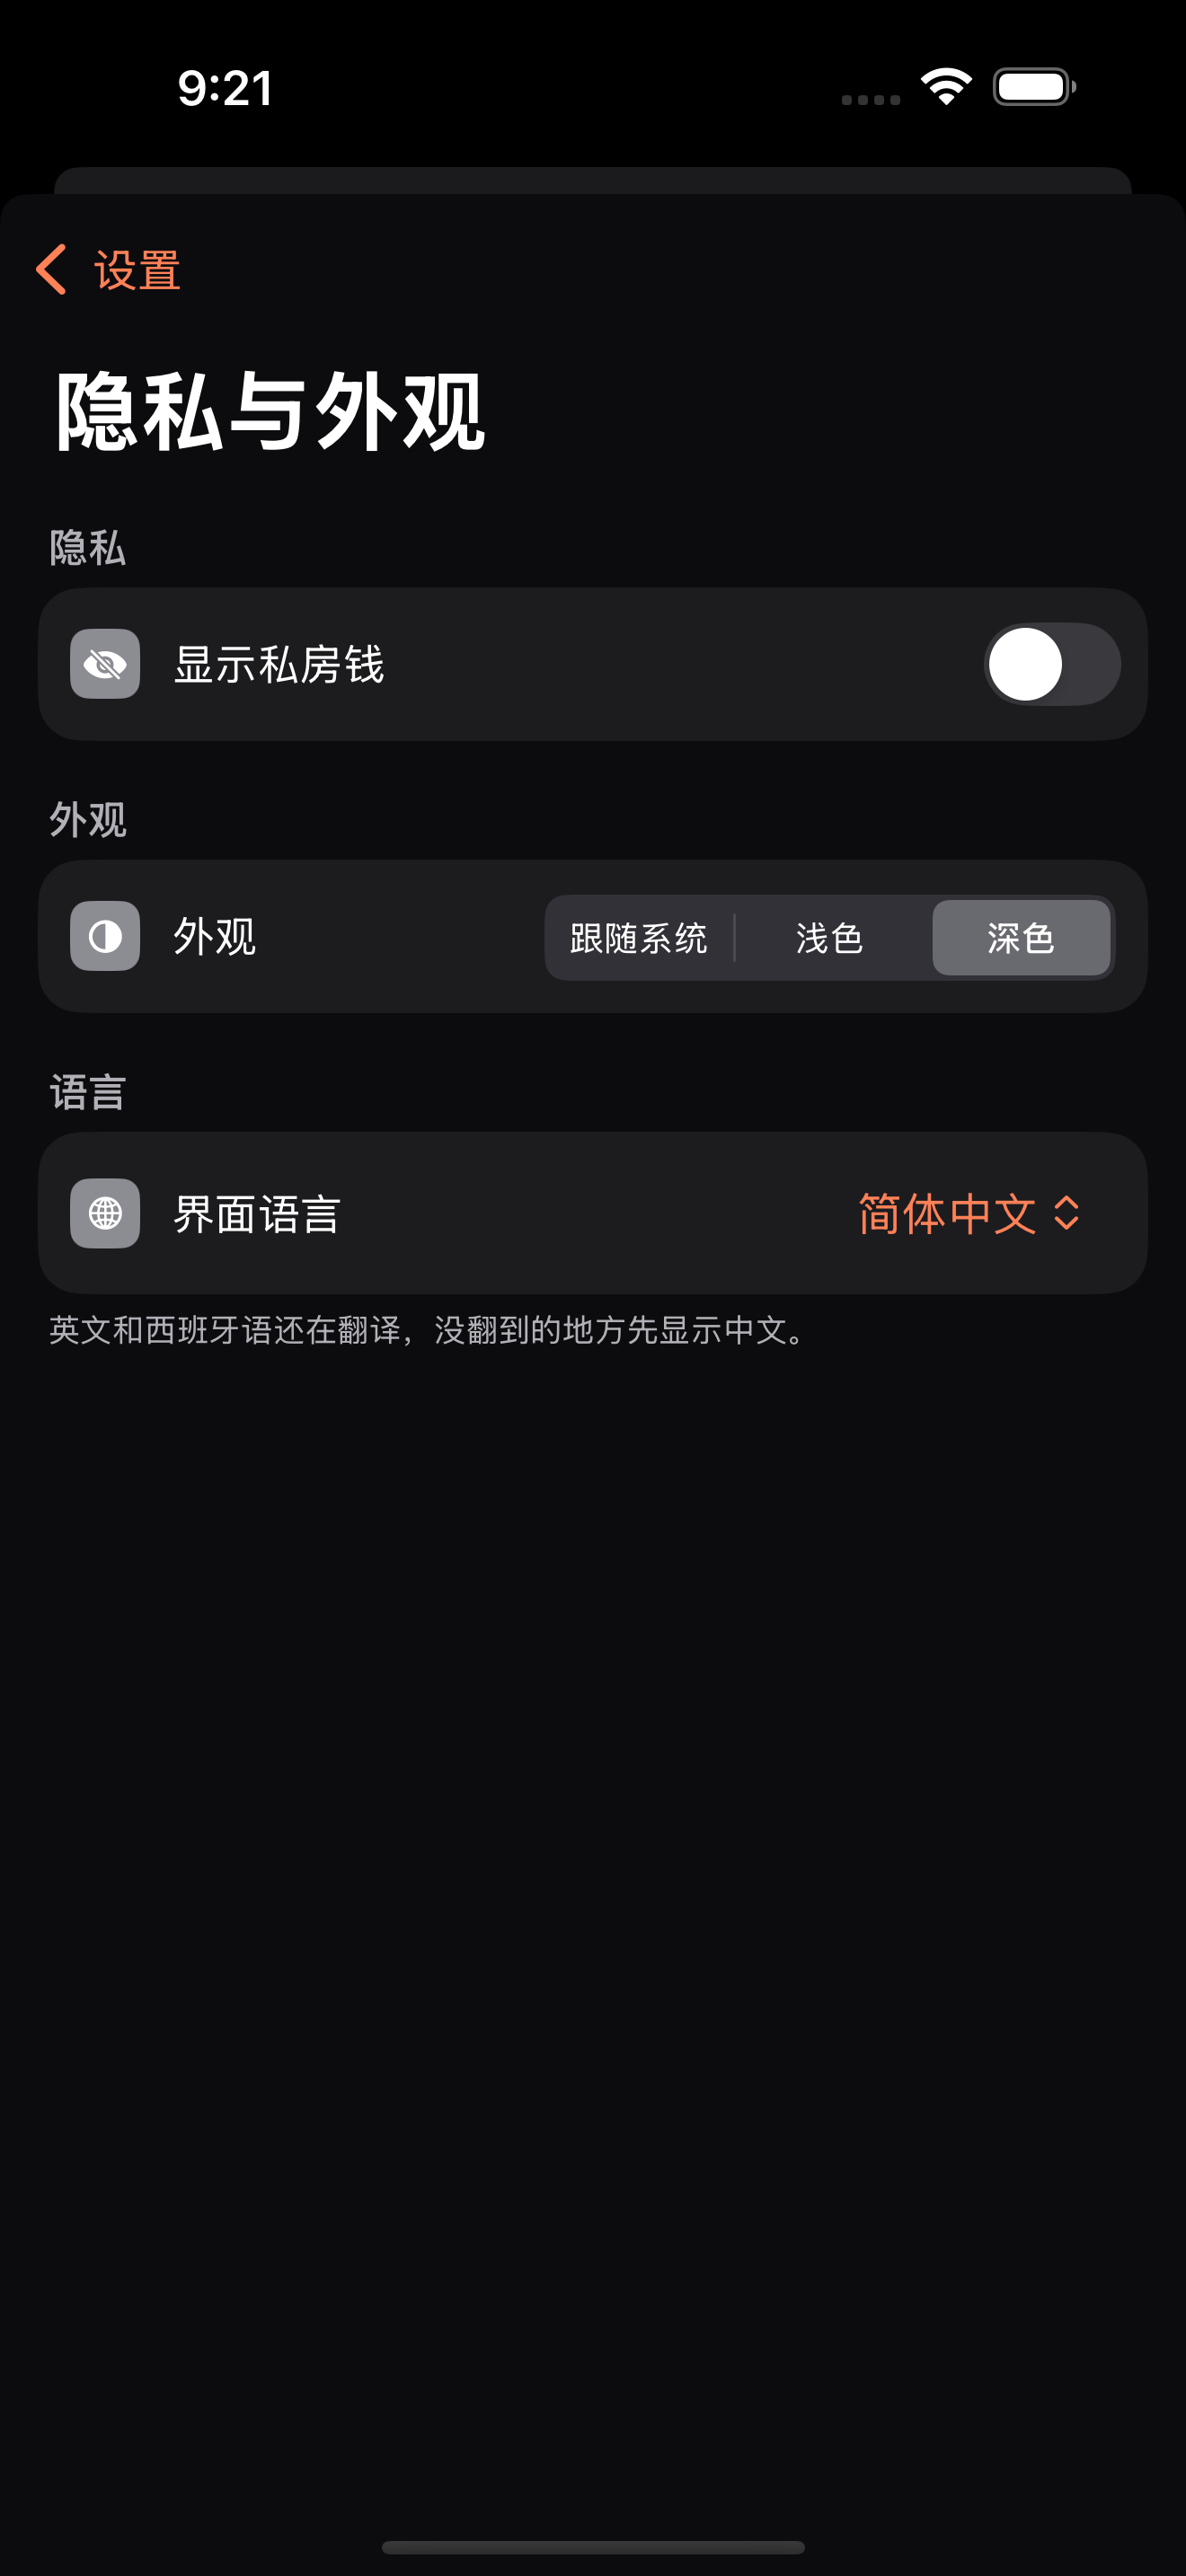 9:21
设置
隐私与外观
隐私
显示私房钱
外观
外观 跟随系统 浅色 深色
语言
界面语言 简体中文
英文和西班牙语还在翻译，没翻到的地方先显示中文。